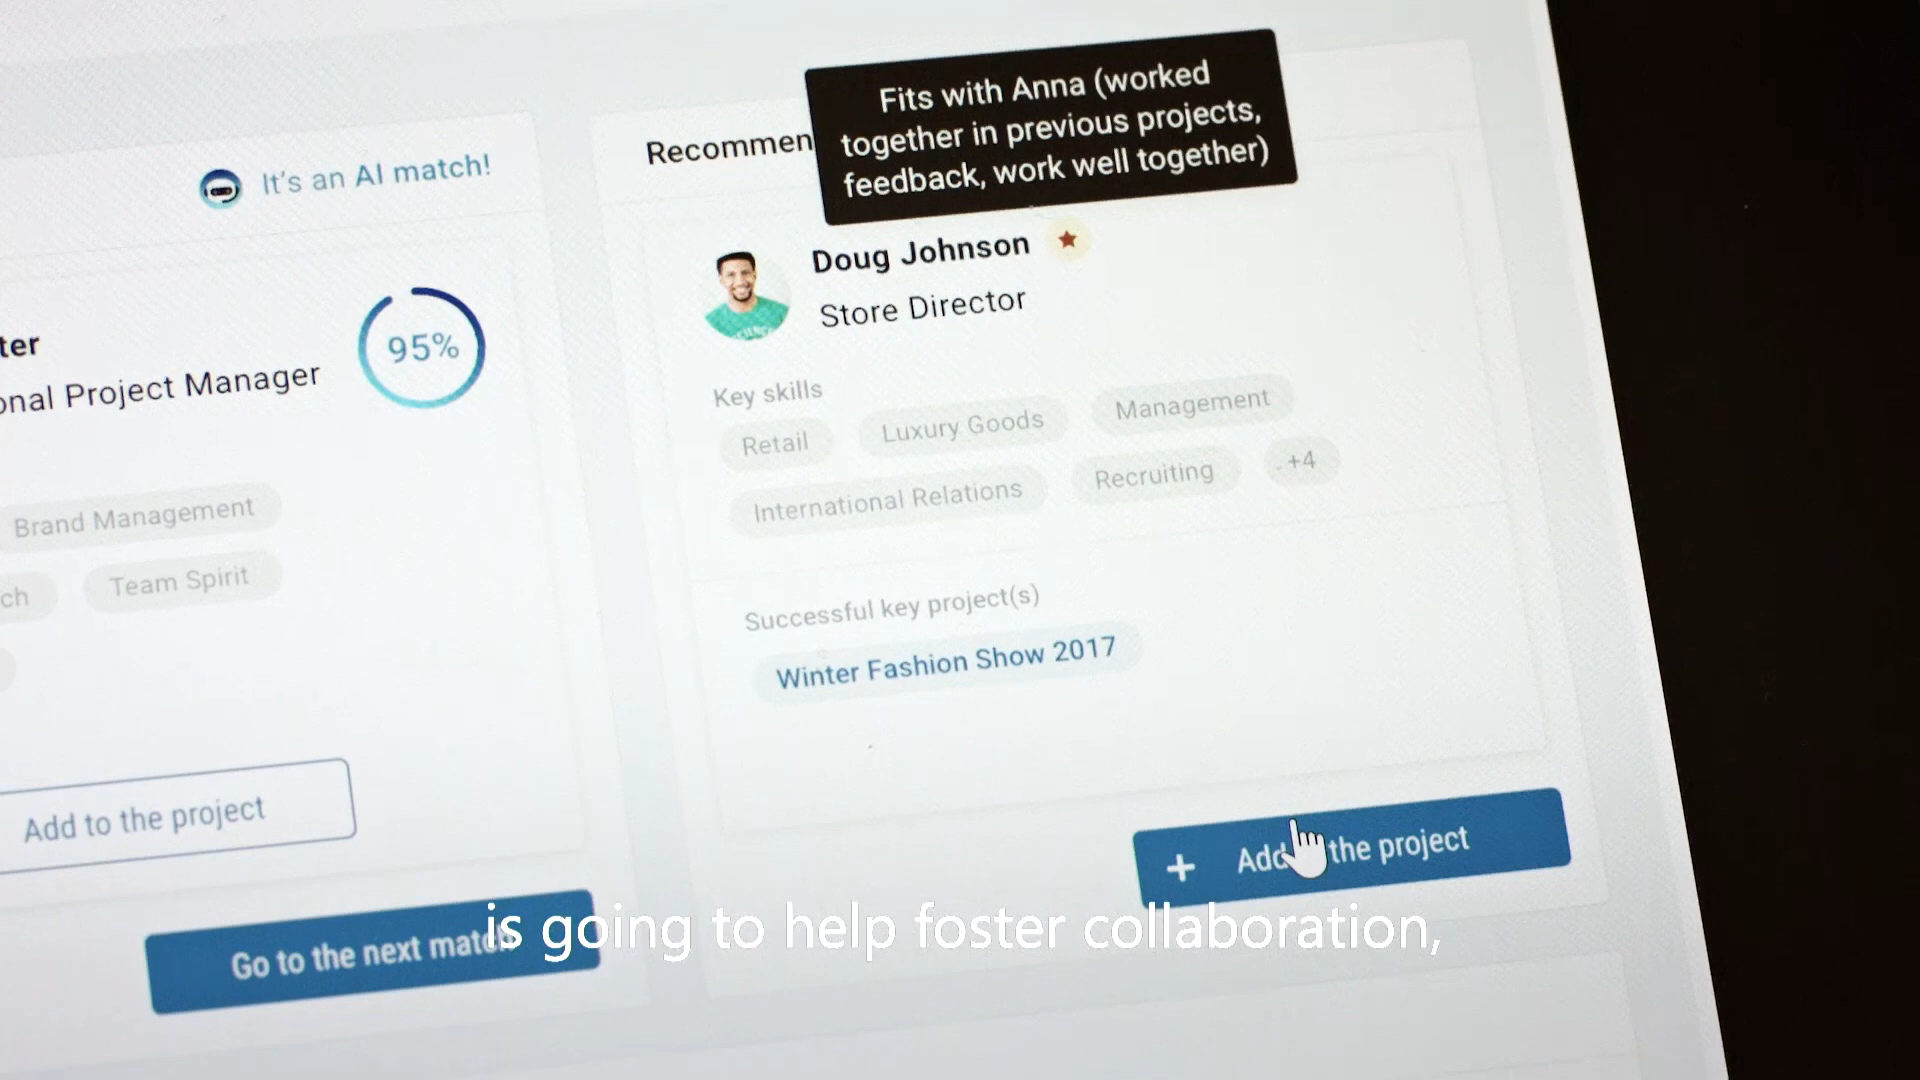 It's an AI match!
ter
onal Project Manager
95%
Brand Management
ch
Team Spirit
Add to the project
Go to the next match
Recommen
Fits with Anna (worked
together in previous projects,
feedback, work well together)
Doug Johnson
Store Director
Key skills
Retail
Luxury Goods
Management
International Relations
Recruiting
+4
Successful key project(s)
Winter Fashion Show 2017
+ Add the project
is going to help foster collaboration,